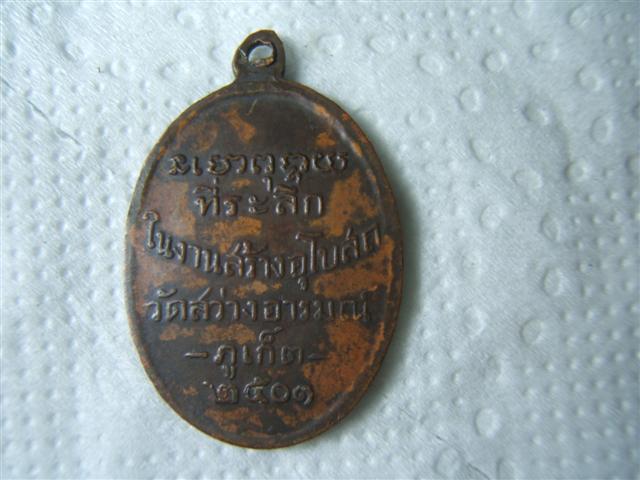 ที่ระลึก
ในงานสร้างอุโบสถ
วัดสว่างอารมณ์
- ภูเก็ต -
๒๕๐๑